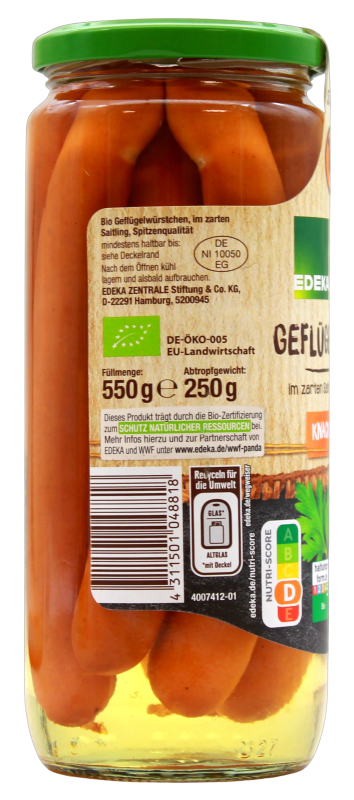 Bio Geflügelwürstchen, im zarten
Saitling, Spitzenqualität
mindestens haltbar bis:
siehe Deckelrand
Nach dem Öffnen kühl
lagern und alsbald aufbrauchen.
EDEKA ZENTRALE Stiftung & Co. KG,
D-22291 Hamburg, 5200945
DE
NI 10050
EG
DE-ÖKO-005
EU-Landwirtschaft
Füllmenge:
550 g ℮
Abtropfgewicht:
250 g
Dieses Produkt trägt durch die Bio-Zertifizierung
zum SCHUTZ NATÜRLICHER RESSOURCEN bei.
Mehr Infos hierzu und zur Partnerschaft von
EDEKA und WWF unter www.edeka.de/wwf-panda
4 311501 048818
Recyceln für
die Umwelt
GLAS*
ALTGLAS
*mit Deckel
edeka.de/wegweiser
4007412-01
edeka.de/nutri-score
NUTRI-SCORE
A
B
C
D
E
EDEKA
GEFLÜG
im zarten
KNAC